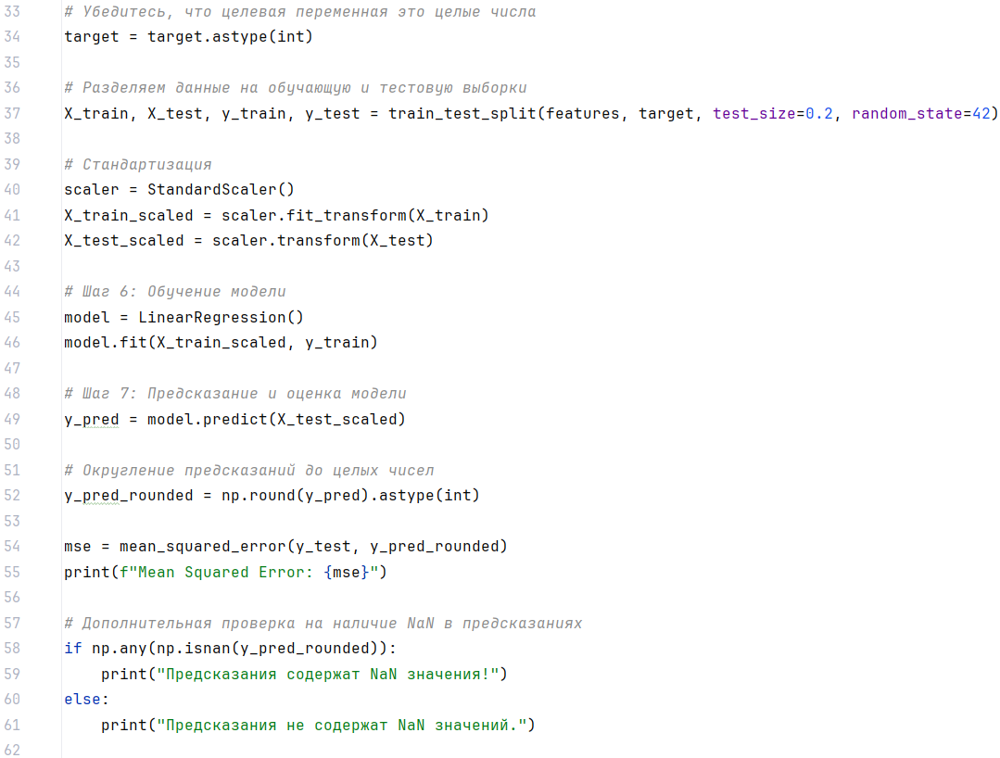 33 # Убедитесь, что целевая переменная это целые числа
34 target = target.astype(int)
35
36 # Разделяем данные на обучающую и тестовую выборки
37 X_train, X_test, y_train, y_test = train_test_split(features, target, test_size=0.2, random_state=42)
38
39 # Стандартизация
40 scaler = StandardScaler()
41 X_train_scaled = scaler.fit_transform(X_train)
42 X_test_scaled = scaler.transform(X_test)
43
44 # Шаг 6: Обучение модели
45 model = LinearRegression()
46 model.fit(X_train_scaled, y_train)
47
48 # Шаг 7: Предсказание и оценка модели
49 y_pred = model.predict(X_test_scaled)
50
51 # Округление предсказаний до целых чисел
52 y_pred_rounded = np.round(y_pred).astype(int)
53
54 mse = mean_squared_error(y_test, y_pred_rounded)
55 print(f"Mean Squared Error: {mse}")
56
57 # Дополнительная проверка на наличие NaN в предсказаниях
58 if np.any(np.isnan(y_pred_rounded)):
59     print("Предсказания содержат NaN значения!")
60 else:
61     print("Предсказания не содержат NaN значений.")
62